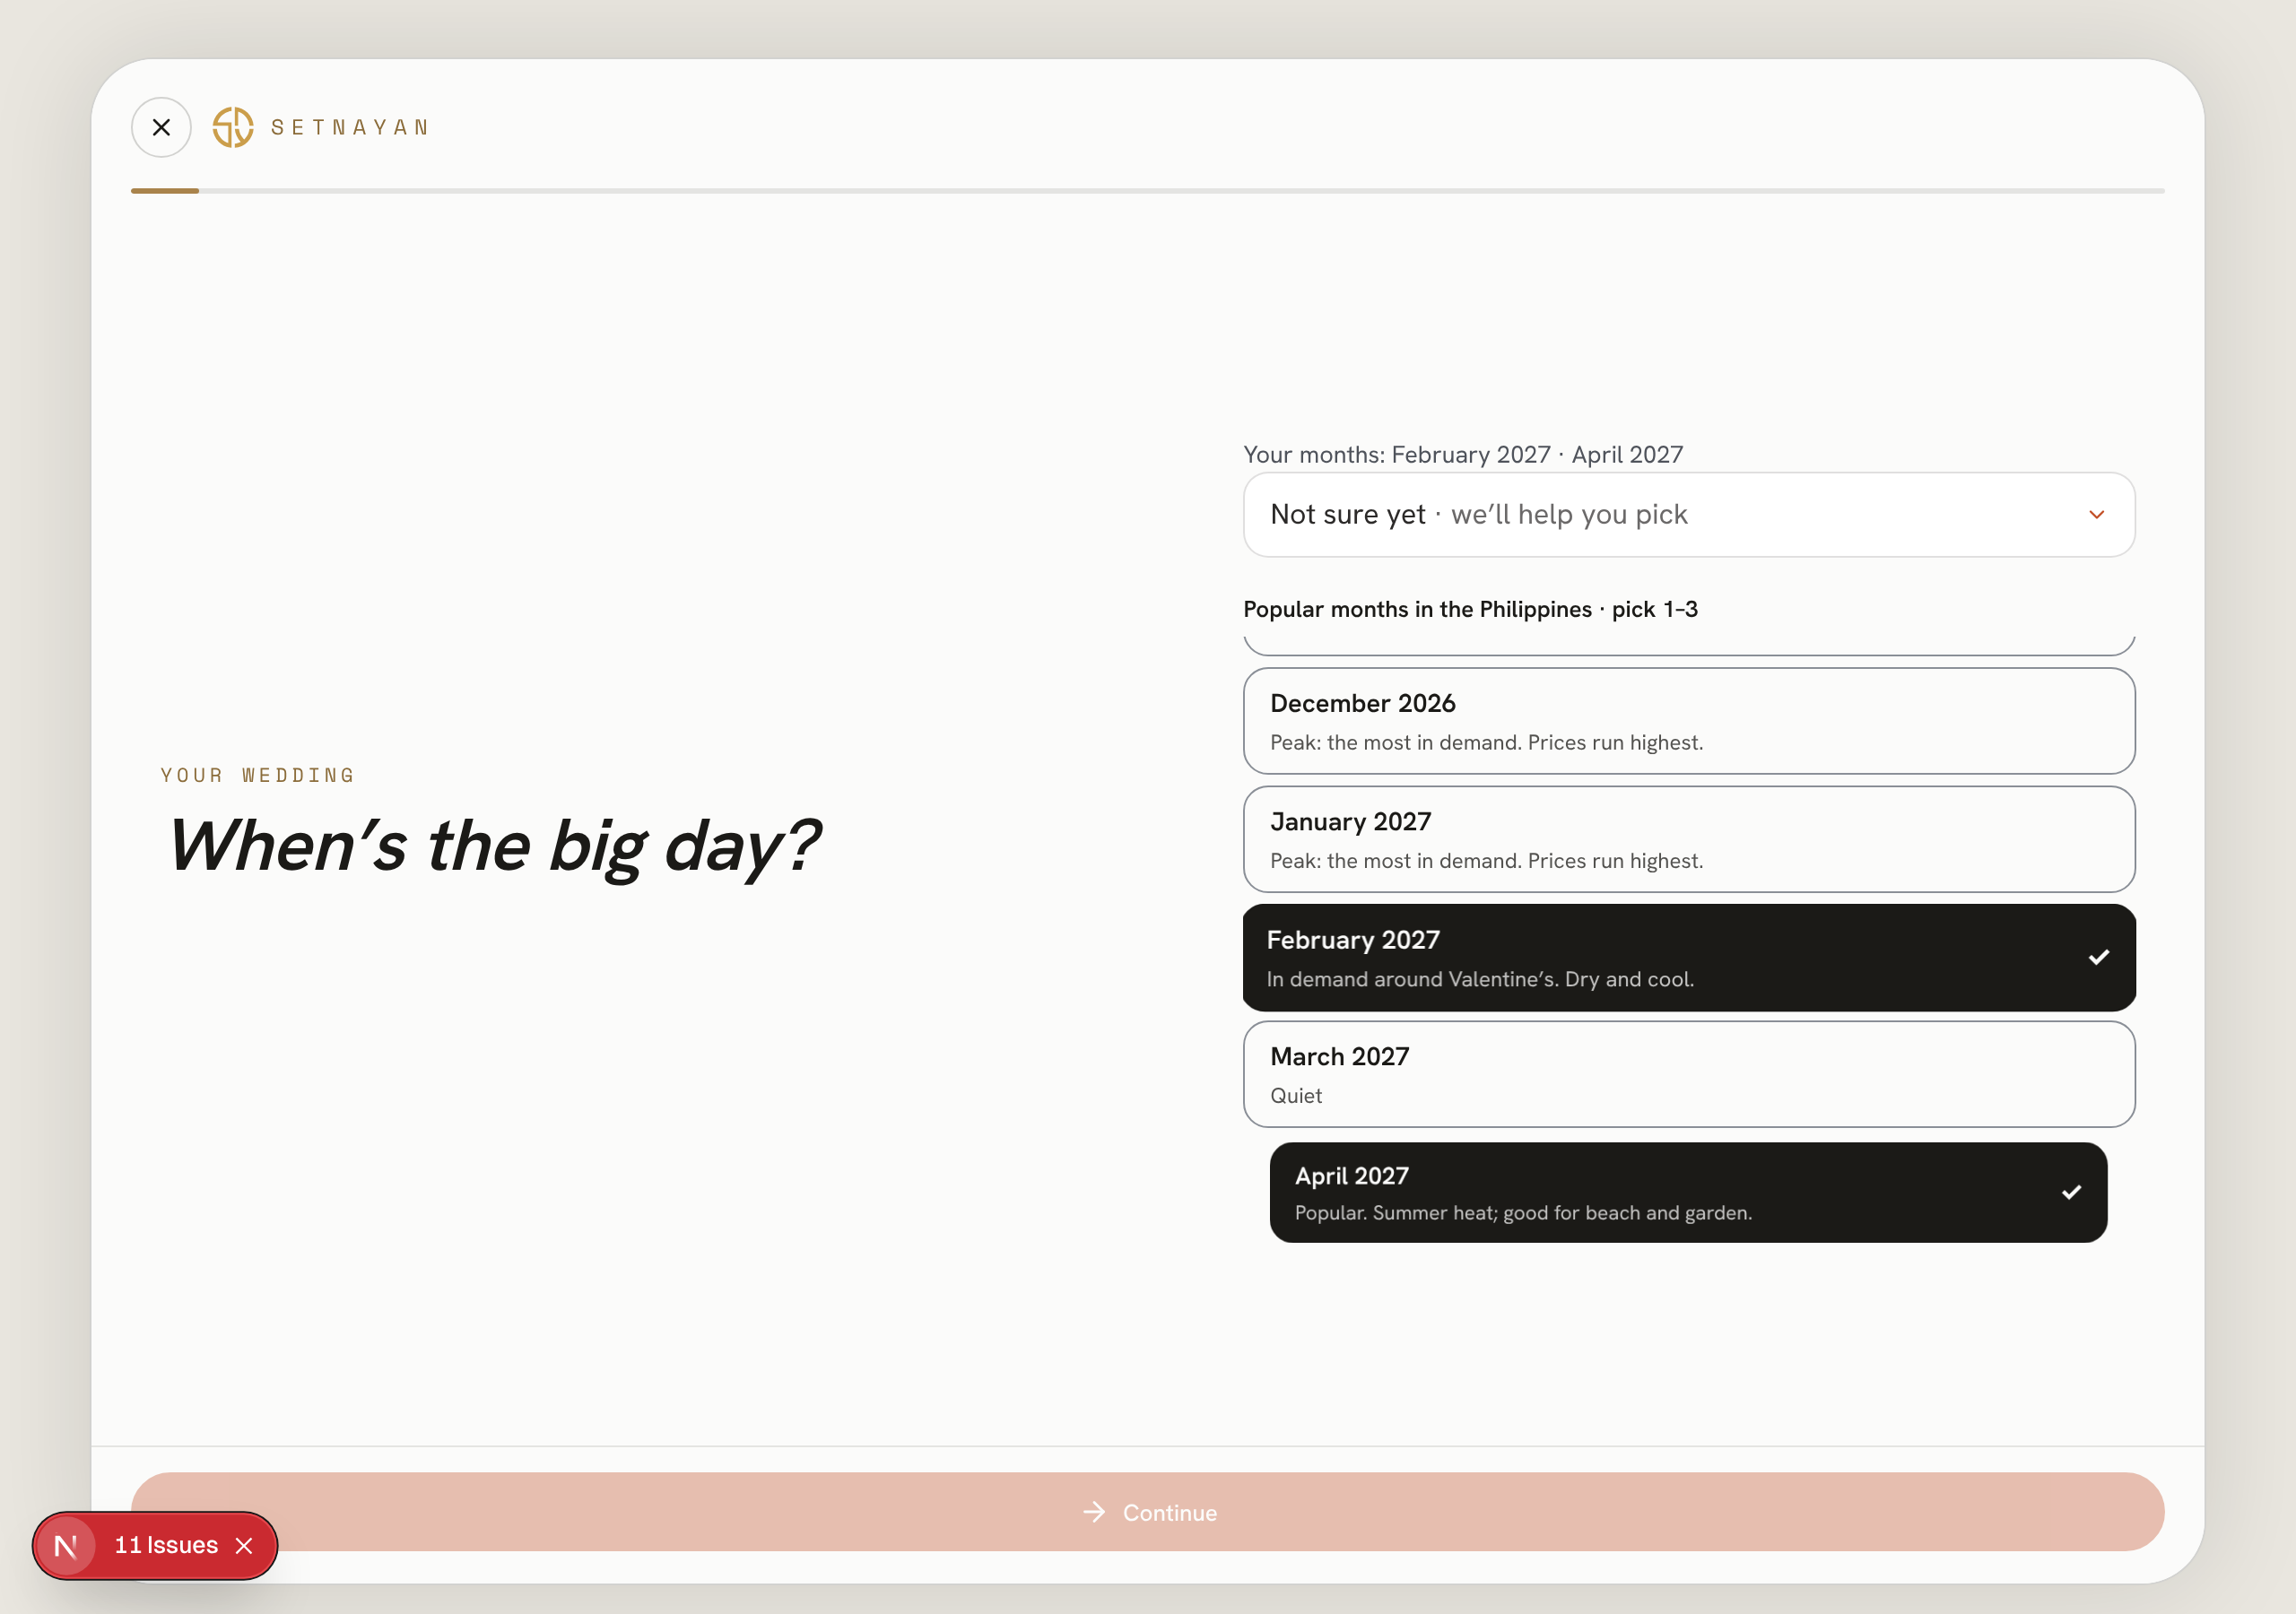 SETNAYAN
YOUR WEDDING
When’s the big day?
Your months: February 2027 · April 2027
Not sure yet · we’ll help you pick
Popular months in the Philippines · pick 1–3
December 2026
Peak: the most in demand. Prices run highest.
January 2027
Peak: the most in demand. Prices run highest.
February 2027
In demand around Valentine’s. Dry and cool.
March 2027
Quiet
April 2027
Popular. Summer heat; good for beach and garden.
Continue
N 11 Issues